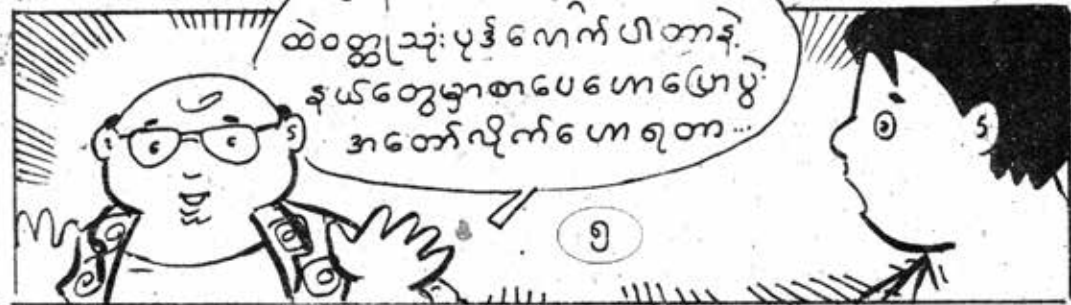 ထဲဝတ္ထုသုံးပုဒ်လောက်ပါတာနဲ့
နယ်တွေမှာစာပေဟောပြောပွဲ
အတော်လိုက်ဟောရတာ...
၅